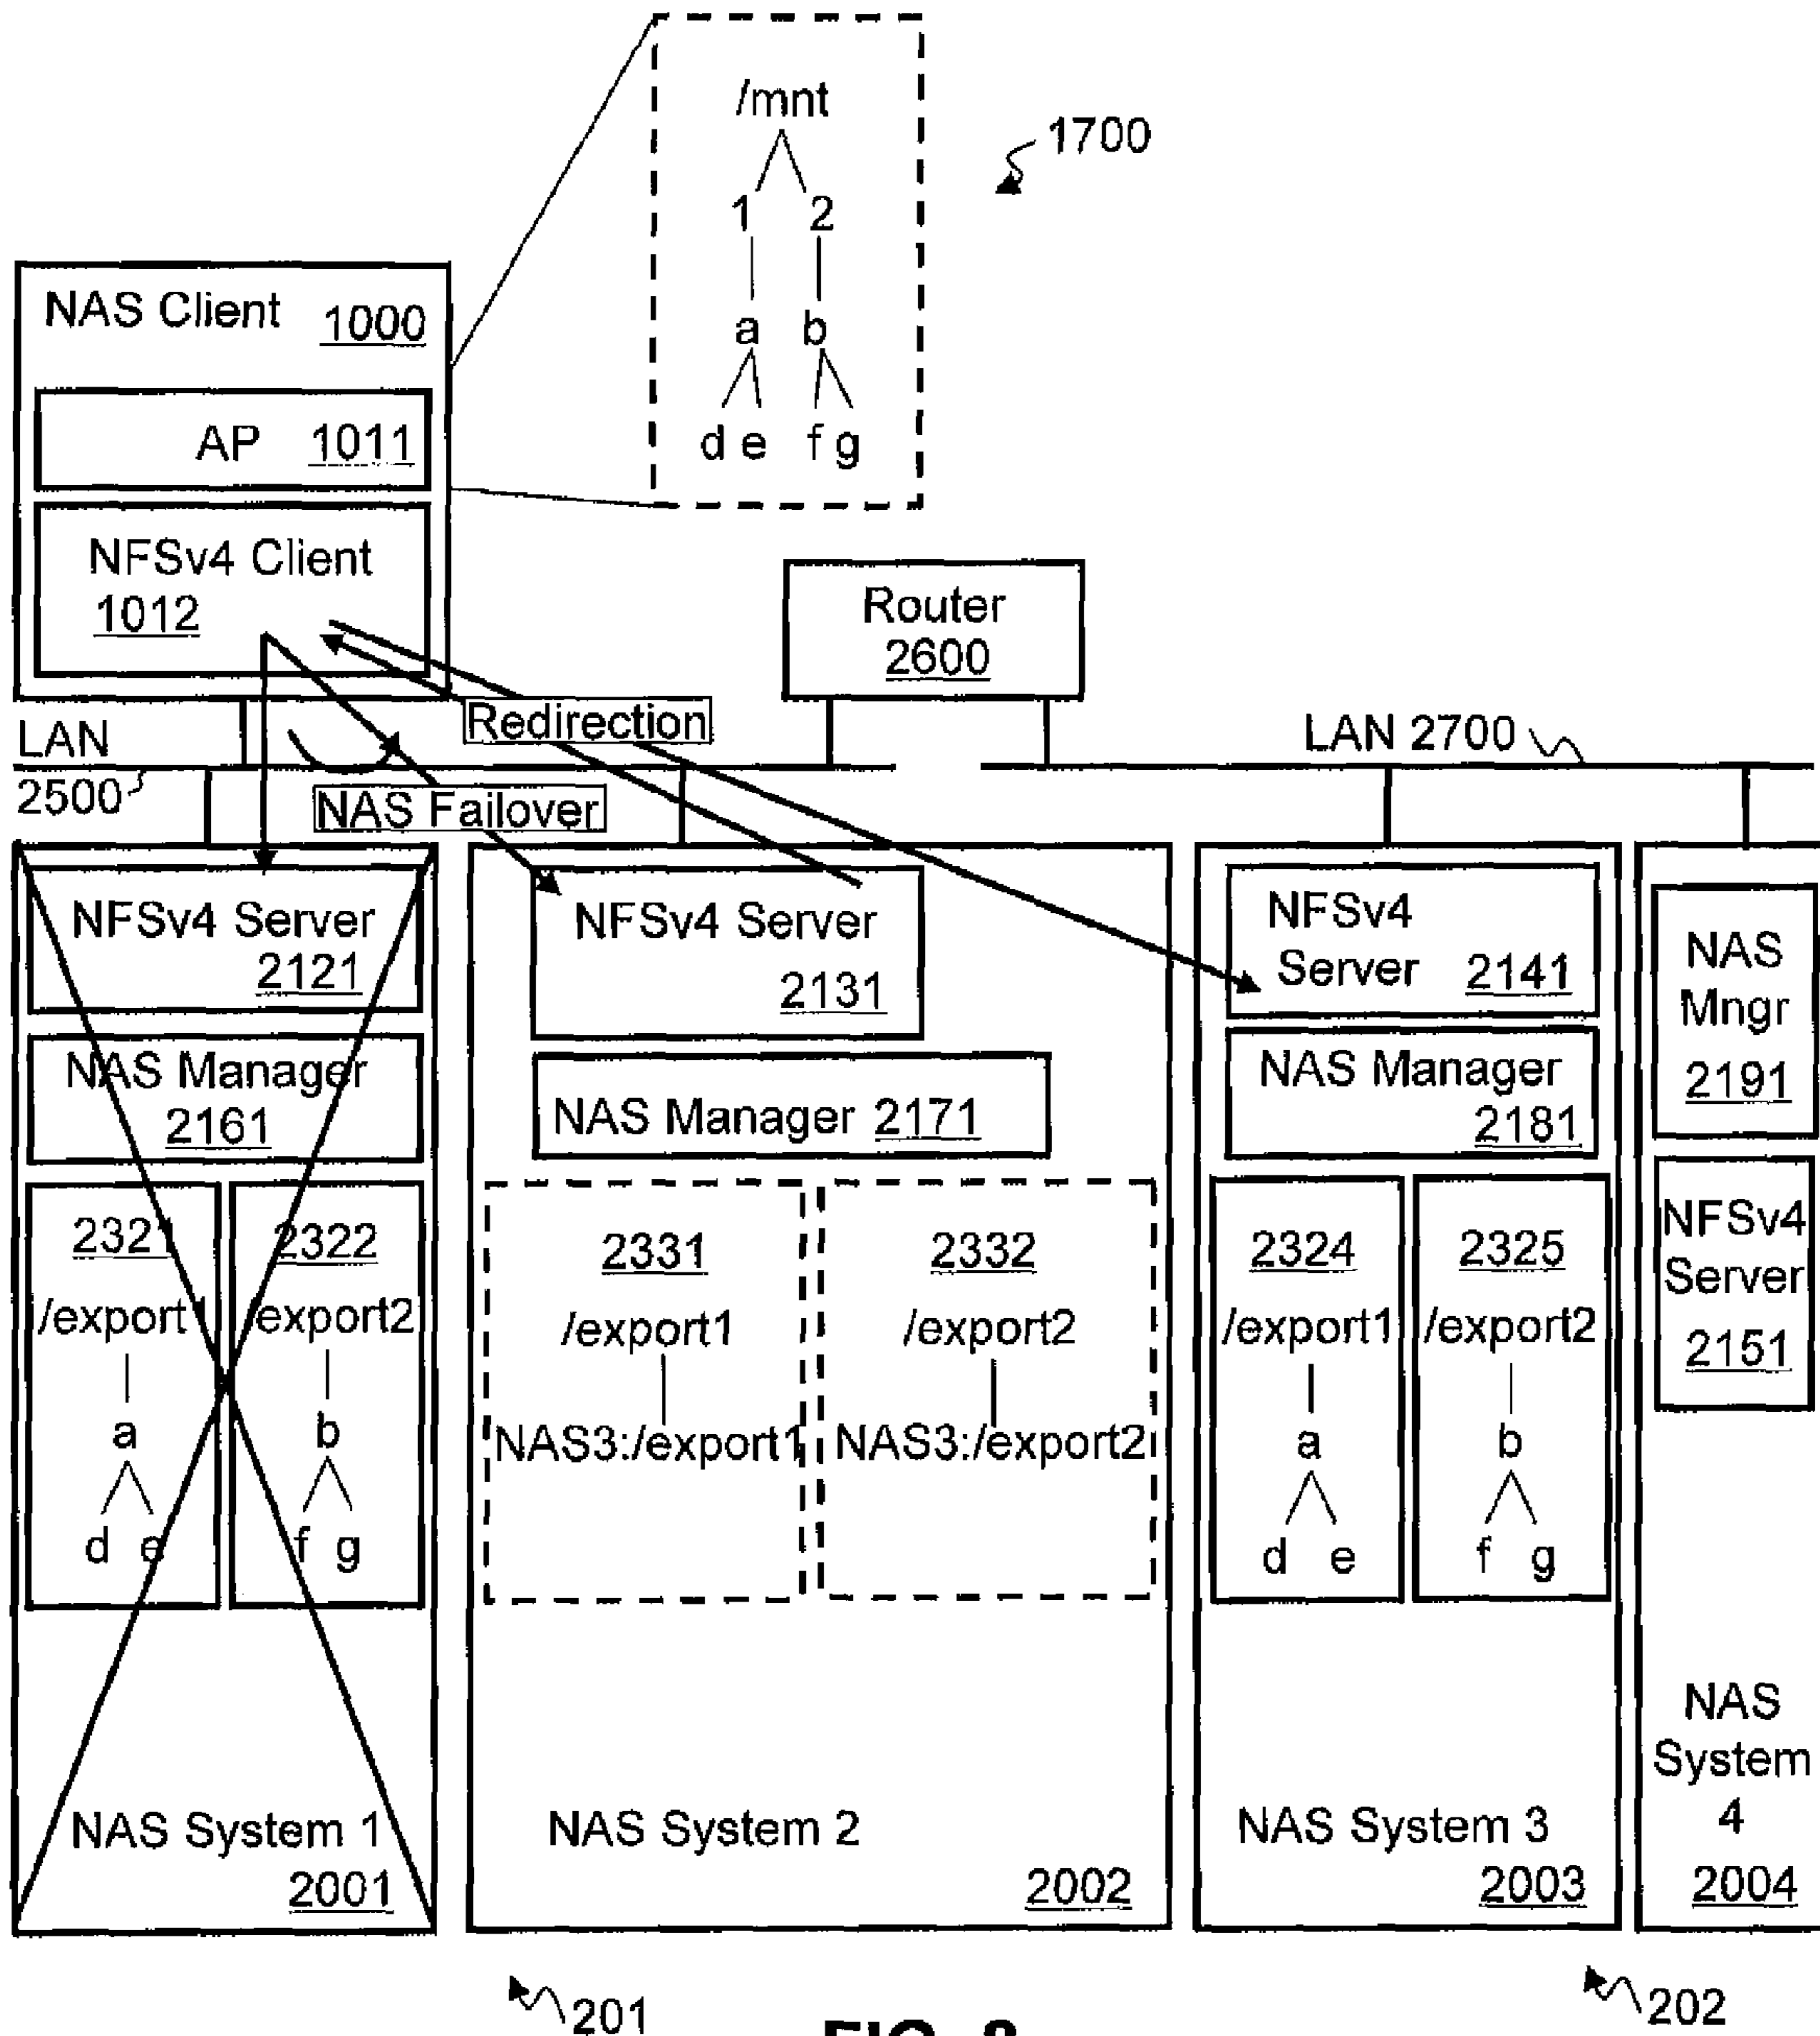 /mnt
1700
1 2
a b
d e f g
NAS Client 1000
AP 1011
NFSv4 Client
1012
Router
2600
Redirection
LAN
2500
LAN 2700
NAS Failover
NFSv4 Server
2121
NAS Manager
2161
2321
/export1
a
d e
2322
/export2
b
f g
NAS System 1
2001
NFSv4 Server
2131
NAS Manager 2171
2331
/export1
NAS3:/export1
2332
/export2
NAS3:/export2
NAS System 2
2002
NFSv4
Server 2141
NAS Manager
2181
2324
/export1
a
d e
2325
/export2
b
f g
NAS System 3
2003
NAS
Mngr
2191
NFSv4
Server
2151
NAS
System
4
2004
201
202